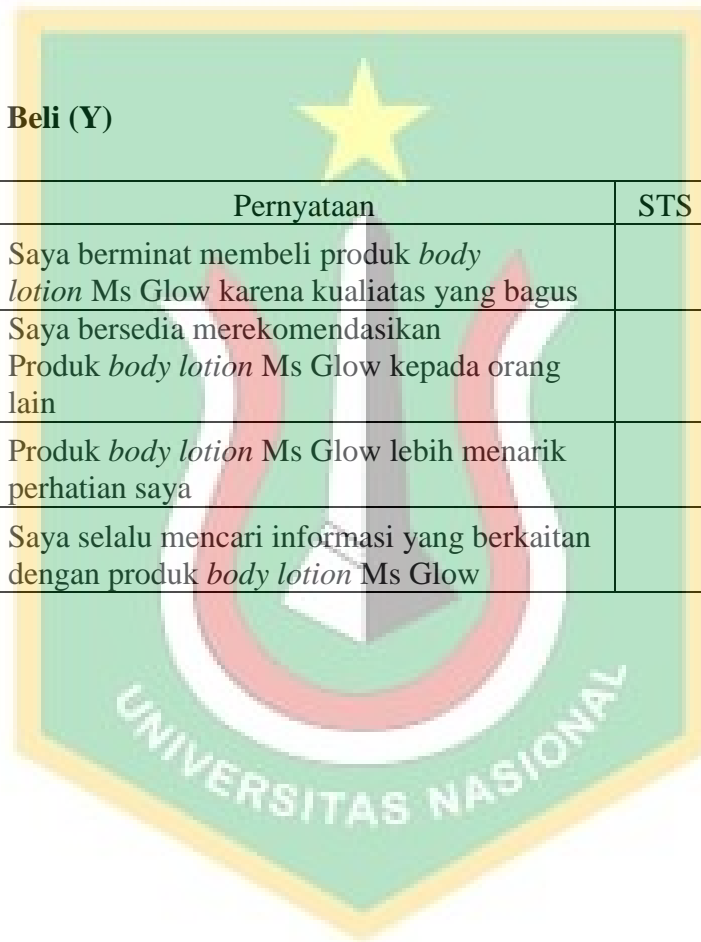 Beli (Y)
Pernyataan STS
Saya berminat membeli produk body
lotion Ms Glow karena kualiatas yang bagus
Saya bersedia merekomendasikan
Produk body lotion Ms Glow kepada orang
lain
Produk body lotion Ms Glow lebih menarik
perhatian saya
Saya selalu mencari informasi yang berkaitan
dengan produk body lotion Ms Glow
UNIVERSITAS NASIONAL